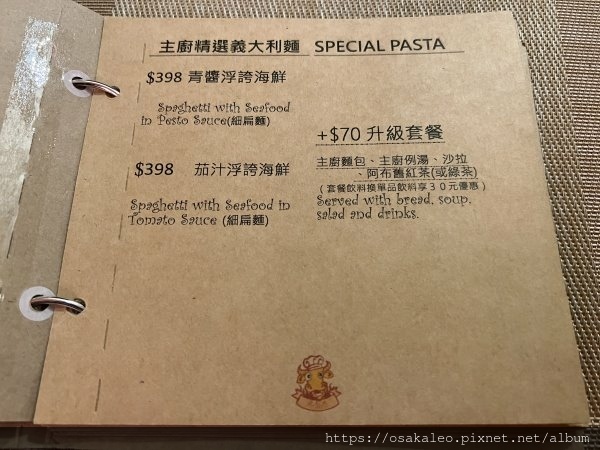 主廚精選義大利麵 SPECIAL PASTA
$398 青醬浮誇海鮮
Spaghetti with Seafood
in Pesto Sauce(細扁麵)
$398 茄汁浮誇海鮮
Spaghetti with Seafood in
Tomato Sauce (細扁麵)
+$70 升級套餐
主廚麵包、主廚例湯、沙拉
、阿布舊紅茶(或綠茶)
(套餐飲料換單品飲料享30元優惠)
Served with bread, soup,
salad and drinks.
https://osakaleo.pixnet.net/album